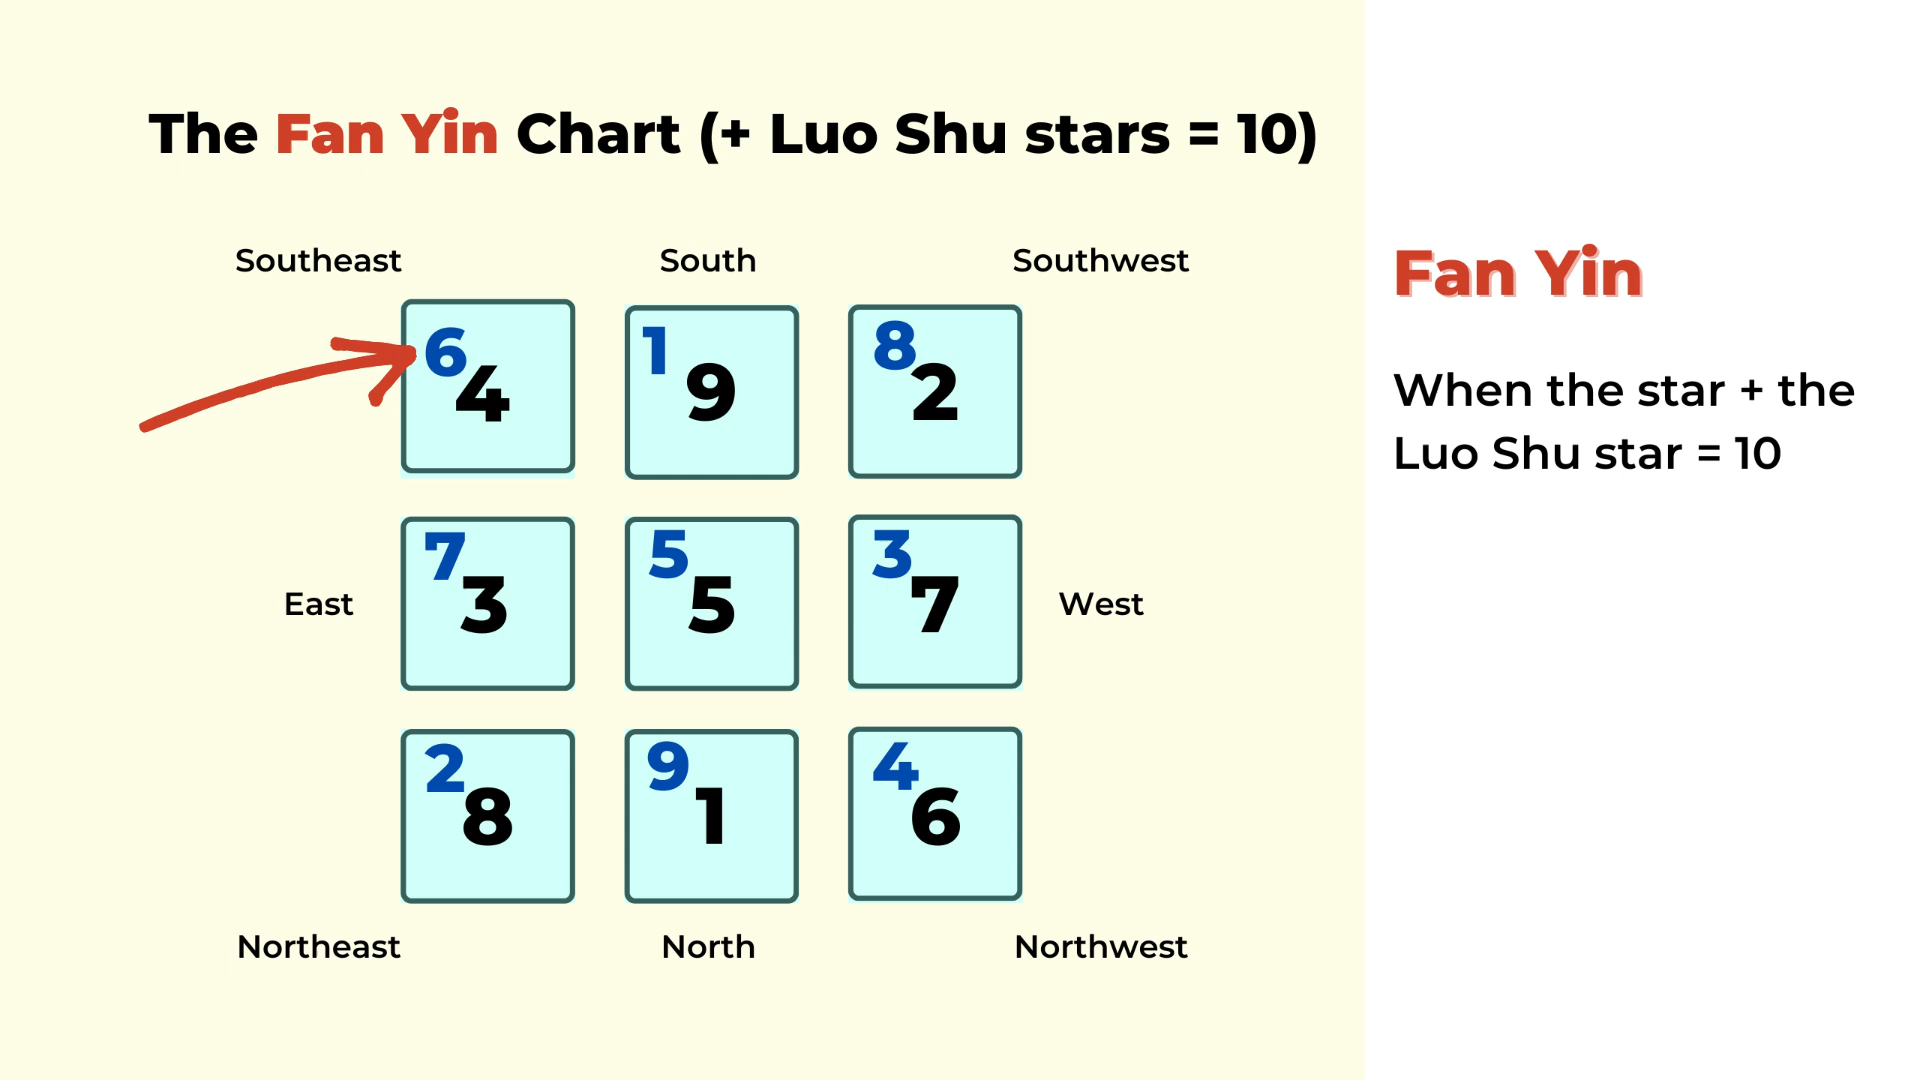 The Fan Yin Chart (+ Luo Shu stars = 10)
Southeast South Southwest
6 4
1 9
8 2
East
7 3
5 5
3 7
West
2 8
9 1
4 6
Northeast North Northwest
Fan Yin
When the star + the
Luo Shu star = 10